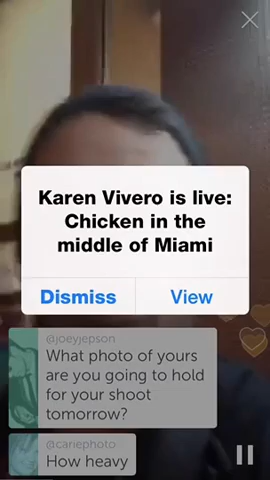 Karen Vivero is live:
Chicken in the
middle of Miami
Dismiss
View
@joeyjepson
What photo of yours
are you going to hold
for your shoot
tomorrow?
@cariephoto
How heavy